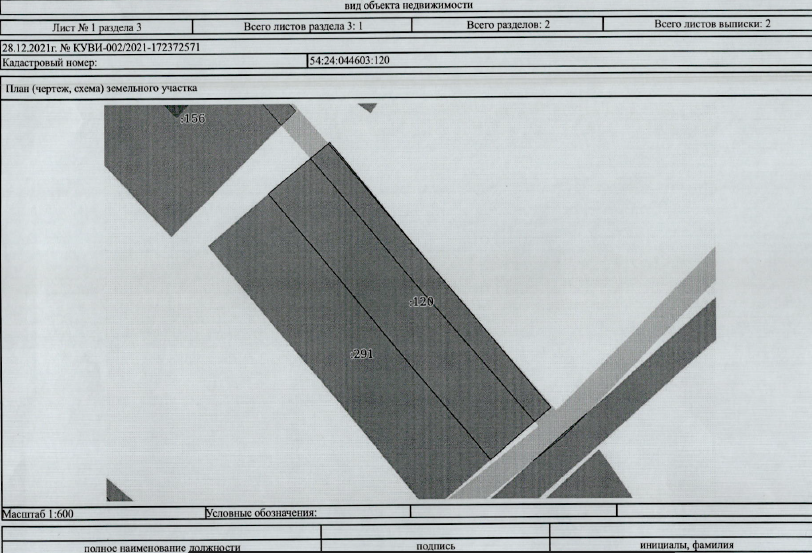 вид объекта недвижимости
Лист № 1 раздела 3 Всего листов раздела 3: 1 Всего разделов: 2 Всего листов выписки: 2
28.12.2021г. № КУВИ-002/2021-172372571
Кадастровый номер: 54:24:044603:120
План (чертеж, схема) земельного участка
:156
:120
:291
Масштаб 1:600 Условные обозначения:
полное наименование должности подпись инициалы, фамилия